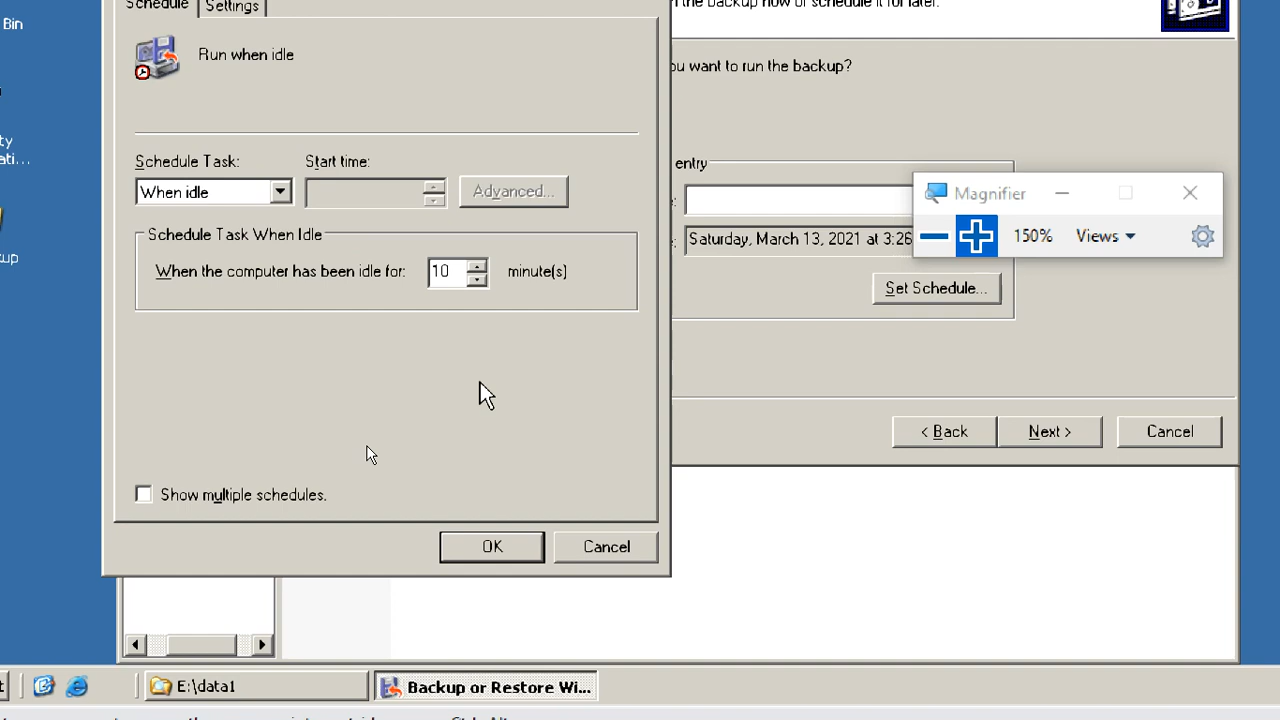 Bin
Schedule
Settings
n the backup now or schedule it for later.
Run when idle
ou want to run the backup?
ty
ati...
Schedule Task:
Start time:
entry
When idle
Advanced...
Magnifier
150%
Views
Schedule Task When Idle
Saturday, March 13, 2021 at 3:26
up
When the computer has been idle for:
10
minute(s)
Set Schedule...
< Back
Next >
Cancel
Show multiple schedules.
OK
Cancel
t
E:\data1
Backup or Restore Wi...